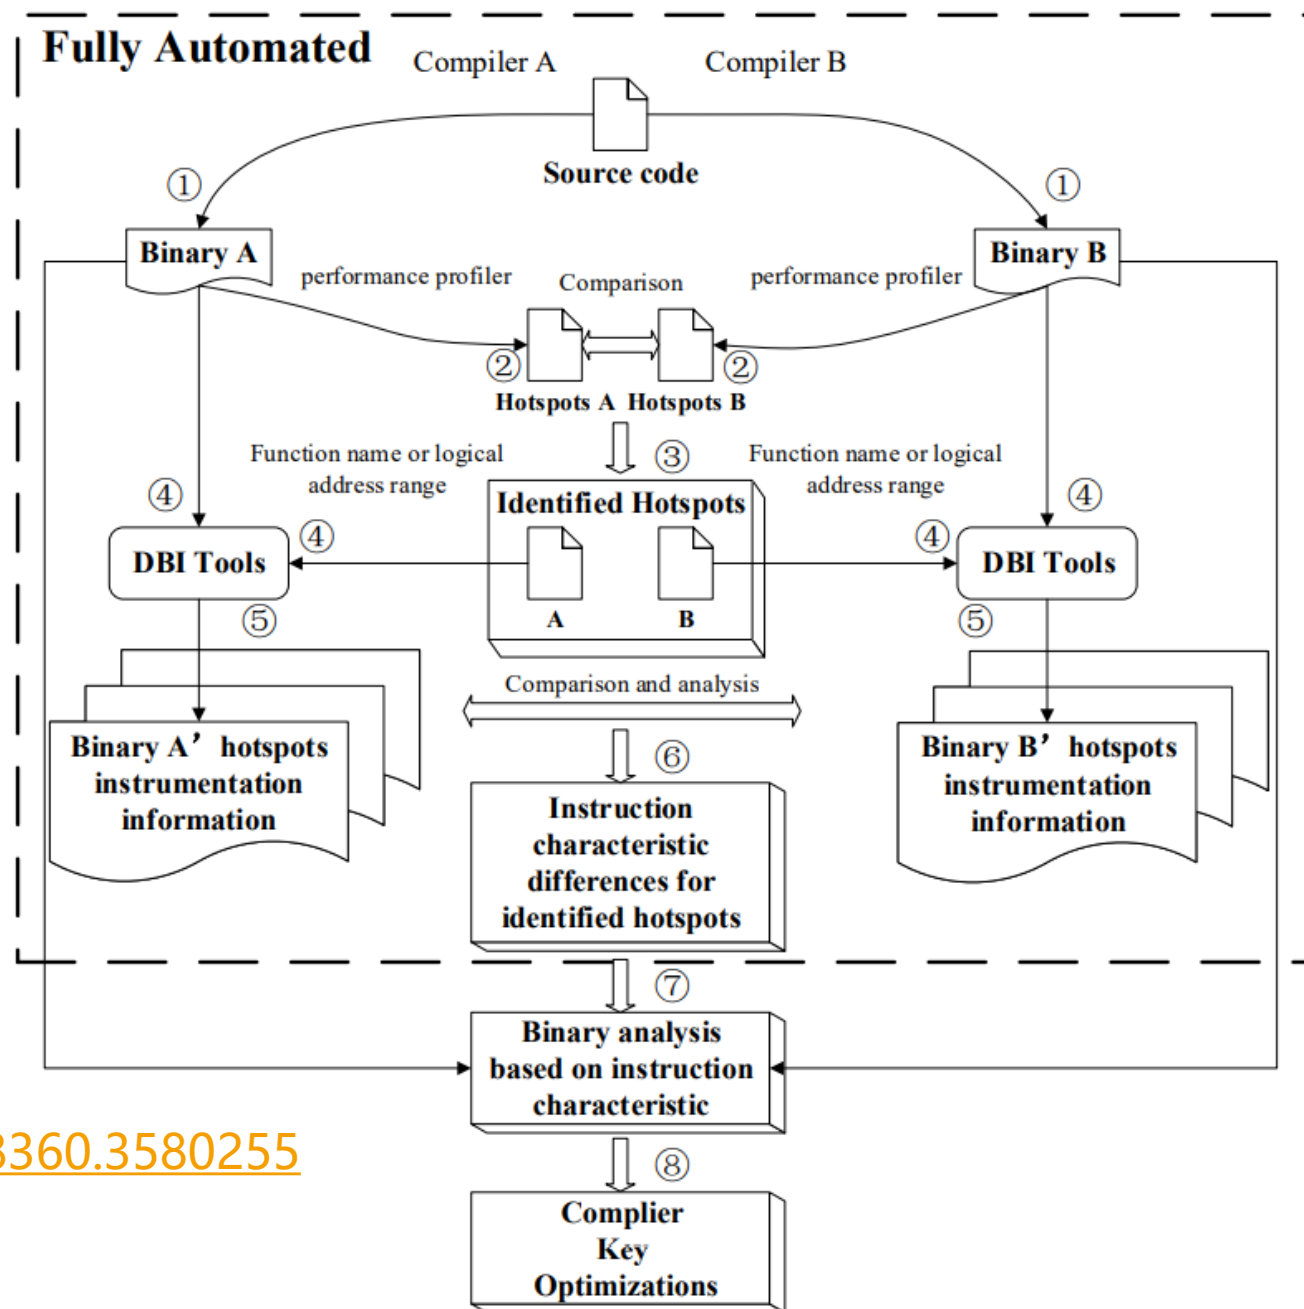 Fully Automated
Compiler A
Compiler B
Source code
①
①
Binary A
Binary B
performance profiler
Comparison
performance profiler
②
②
Hotspots A Hotspots B
③
Function name or logical
address range
Function name or logical
address range
④
④
Identified Hotspots
④
④
DBI Tools
DBI Tools
A
B
⑤
⑤
Comparison and analysis
Binary A’ hotspots
instrumentation
information
Binary B’ hotspots
instrumentation
information
⑥
Instruction
characteristic
differences for
identified hotspots
⑦
Binary analysis
based on instruction
characteristic
3360.3580255
⑧
Complier
Key
Optimizations